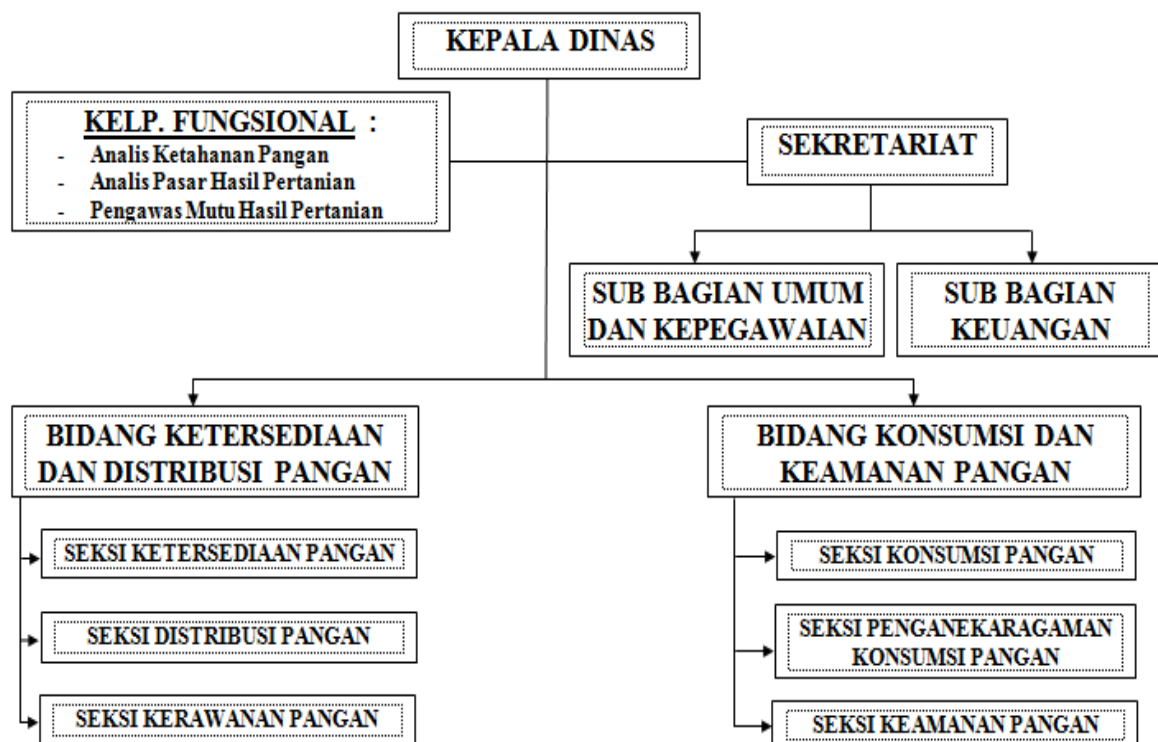 KEPALA DINAS
KELP. FUNGSIONAL :
- Analis Ketahanan Pangan
- Analis Pasar Hasil Pertanian
- Pengawas Mutu Hasil Pertanian
SEKRETARIAT
SUB BAGIAN UMUM
DAN KEPEGAWAIAN
SUB BAGIAN
KEUANGAN
BIDANG KETERSEDIAAN
DAN DISTRIBUSI PANGAN
SEKSI KETERSEDIAAN PANGAN
SEKSI DISTRIBUSI PANGAN
SEKSI KERAWANAN PANGAN
BIDANG KONSUMSI DAN
KEAMANAN PANGAN
SEKSI KONSUMSI PANGAN
SEKSI PENGANEKARAGAMAN
KONSUMSI PANGAN
SEKSI KEAMANAN PANGAN